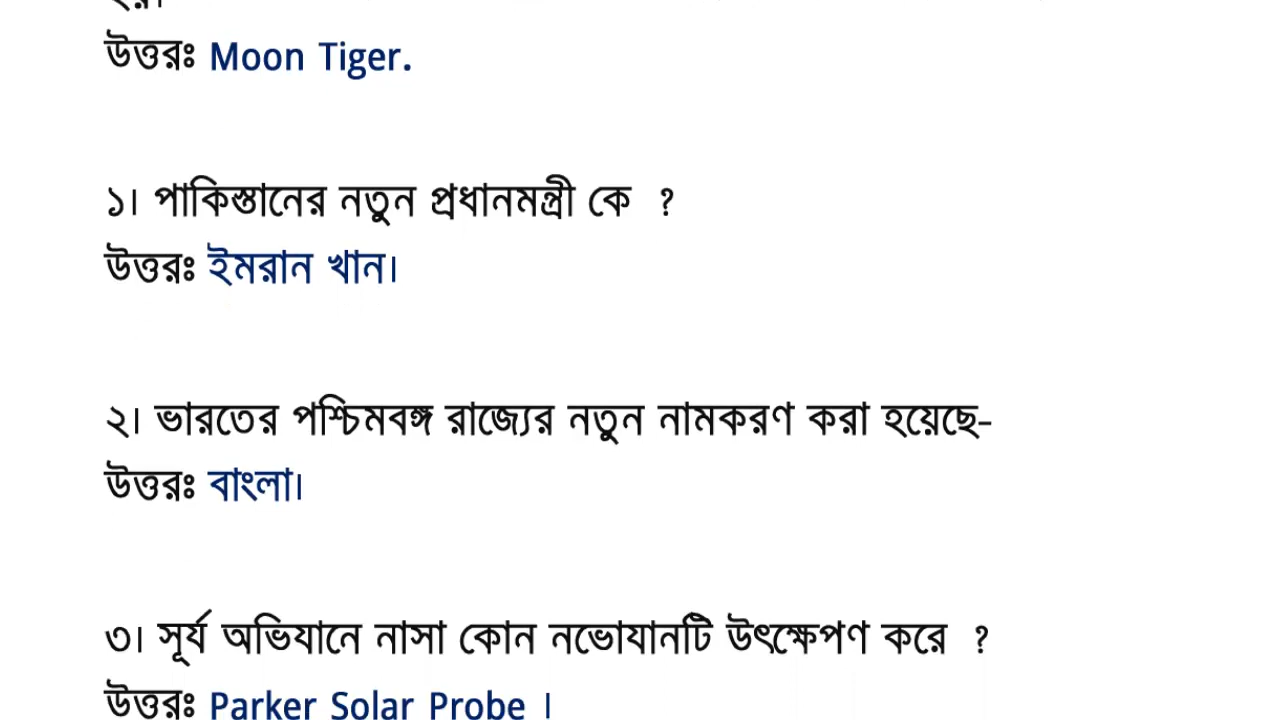 উত্তরঃ Moon Tiger.
১। পাকিস্তানের নতুন প্রধানমন্ত্রী কে ?
উত্তরঃ ইমরান খান।
২। ভারতের পশ্চিমবঙ্গ রাজ্যের নতুন নামকরণ করা হয়েছে-
উত্তরঃ বাংলা।
৩। সূর্য অভিযানে নাসা কোন নভোযানটি উৎক্ষেপণ করে ?
উত্তরঃ Parker Solar Probe ।